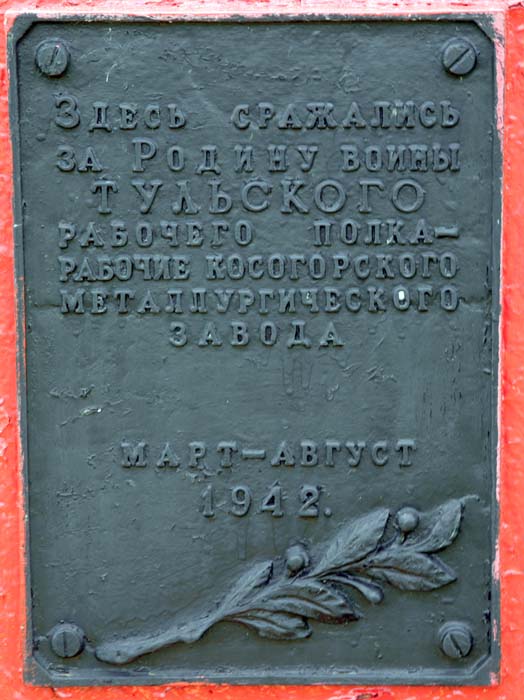 Здесь сражались
за Родину воины
ТУЛЬСКОГО
РАБОЧЕГО ПОЛКА—
РАБОЧИЕ КОСОГОРСКОГО
МЕТАЛЛУРГИЧЕСКОГО
ЗАВОДА
МАРТ—АВГУСТ
1942.